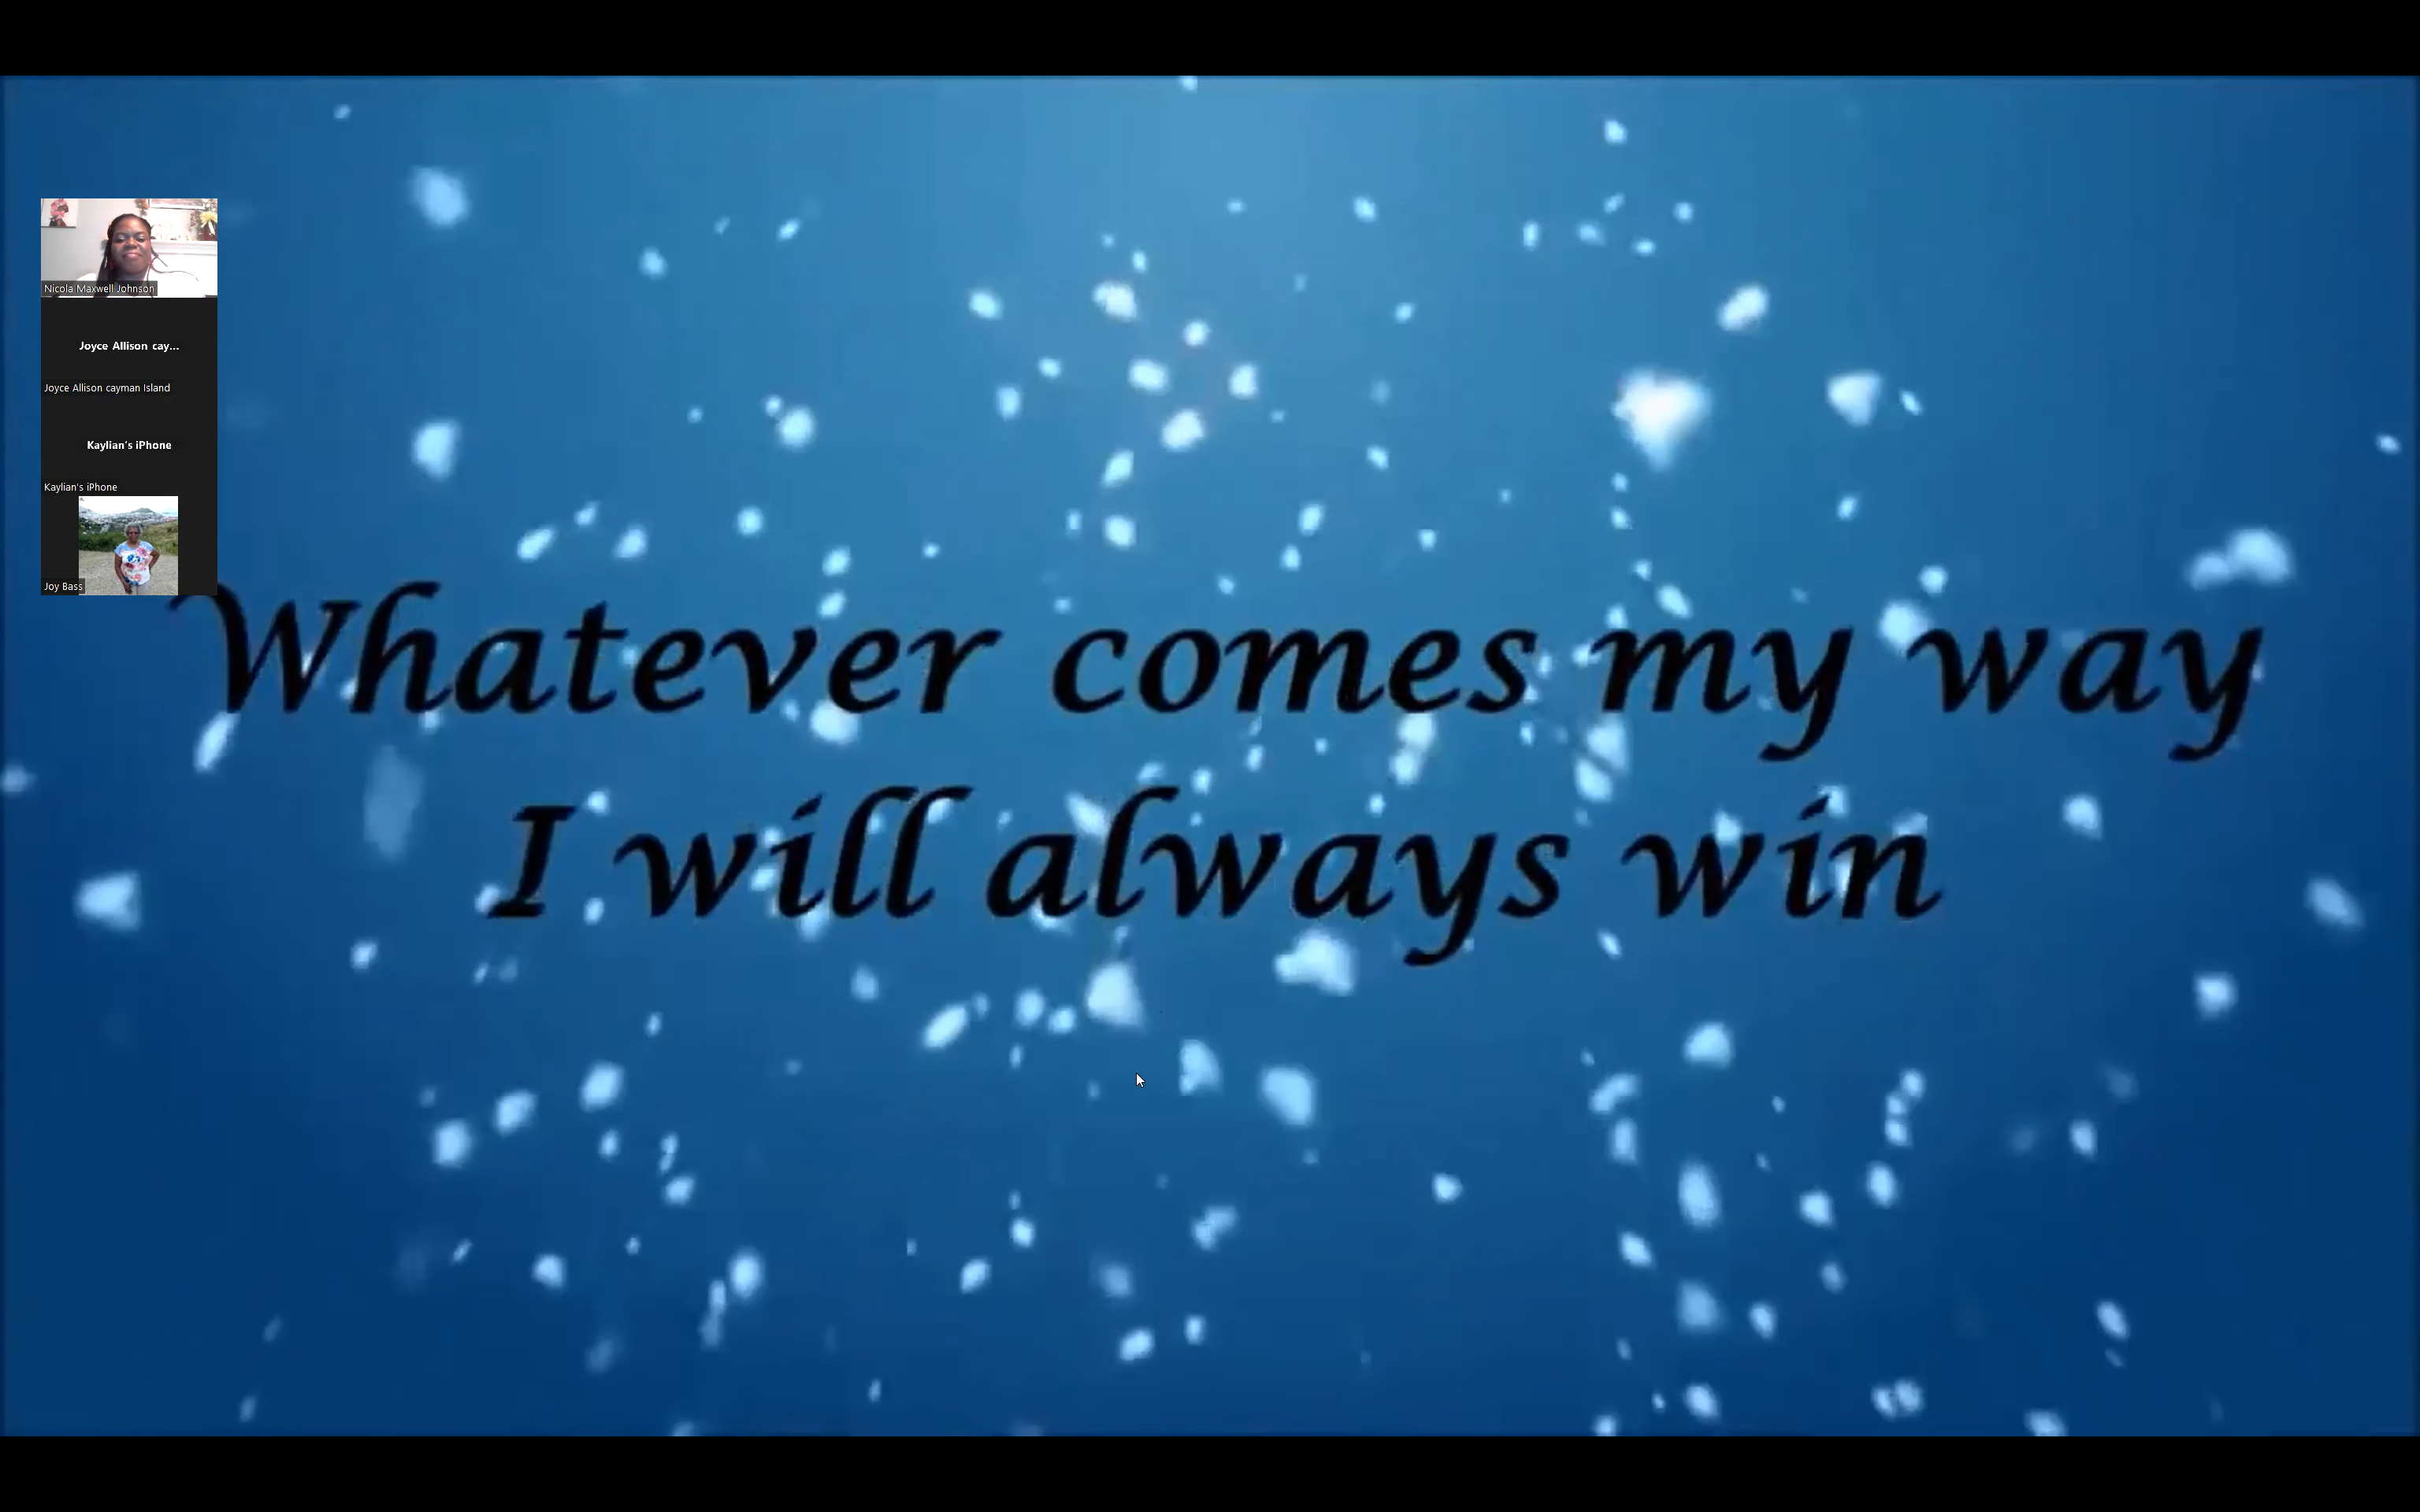 Nicola Maxwell Johnson
Joyce Allison cay...
Joyce Allison cayman Island
Kaylian's iPhone
Kaylian's iPhone
Joy Bass
Whatever comes my way
I will always win